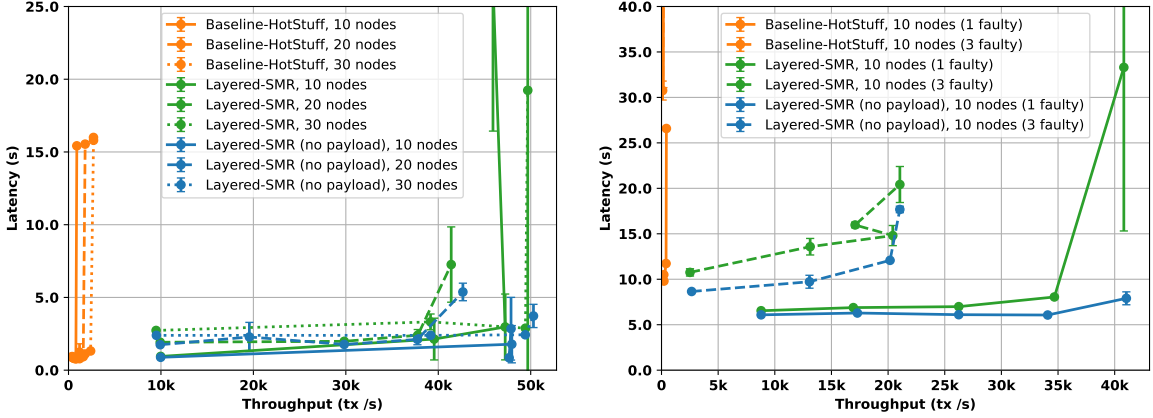 25.0
20.0
15.0
10.0
5.0
0.0
Latency (s)
Baseline-HotStuff, 10 nodes
Baseline-HotStuff, 20 nodes
Baseline-HotStuff, 30 nodes
Layered-SMR, 10 nodes
Layered-SMR, 20 nodes
Layered-SMR, 30 nodes
Layered-SMR (no payload), 10 nodes
Layered-SMR (no payload), 20 nodes
Layered-SMR (no payload), 30 nodes
0 10k 20k 30k 40k 50k
Throughput (tx /s)
40.0
35.0
30.0
25.0
20.0
15.0
10.0
5.0
0.0
Latency (s)
Baseline-HotStuff, 10 nodes (1 faulty)
Baseline-HotStuff, 10 nodes (3 faulty)
Layered-SMR, 10 nodes (1 faulty)
Layered-SMR, 10 nodes (3 faulty)
Layered-SMR (no payload), 10 nodes (1 faulty)
Layered-SMR (no payload), 10 nodes (3 faulty)
0 5k 10k 15k 20k 25k 30k 35k 40k
Throughput (tx /s)